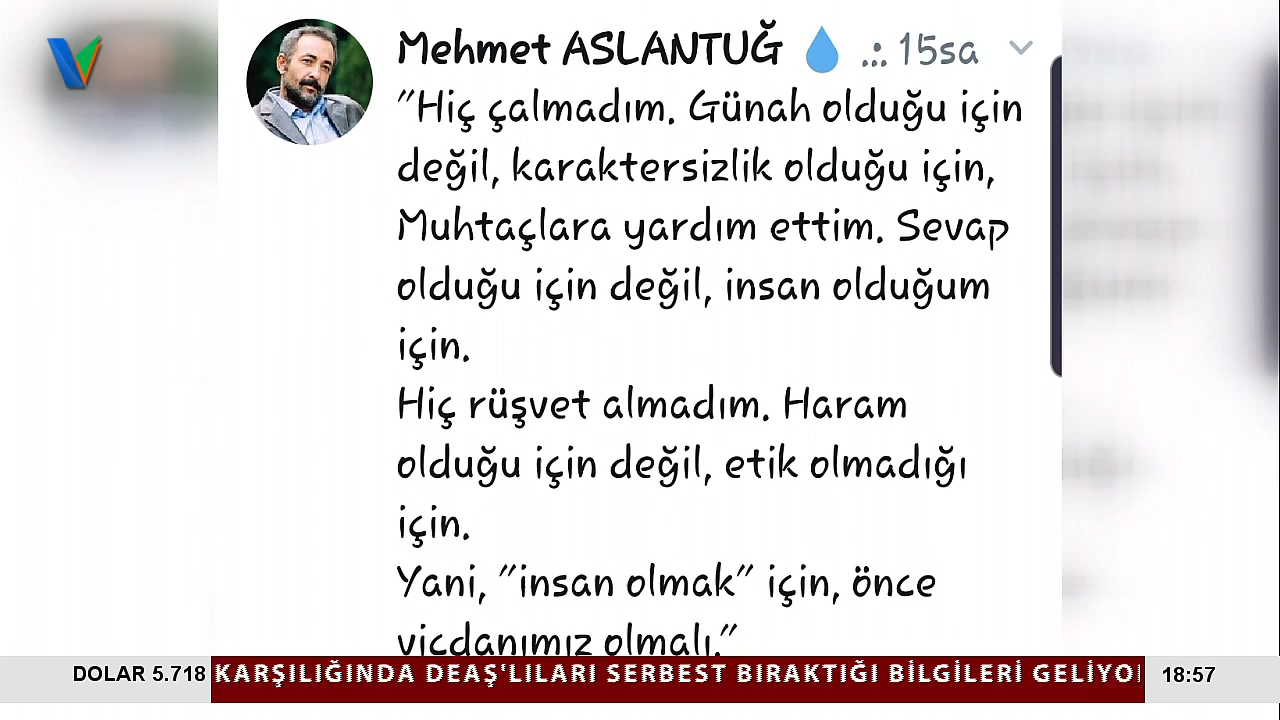 Mehmet ASLANTUĞ 💧 .:. 15sa
"Hiç çalmadım. Günah olduğu için
değil, karaktersizlik olduğu için,
Muhtaçlara yardım ettim. Sevap
olduğu için değil, insan olduğum
için.
Hiç rüşvet almadım. Haram
olduğu için değil, etik olmadığı
için.
Yani, "insan olmak" için, önce
vicdanımız olmalı."
DOLAR 5.718 KARŞILIĞINDA DEAŞ'LILARI SERBEST BIRAKTIĞI BİLGİLERİ GELİYO 18:57